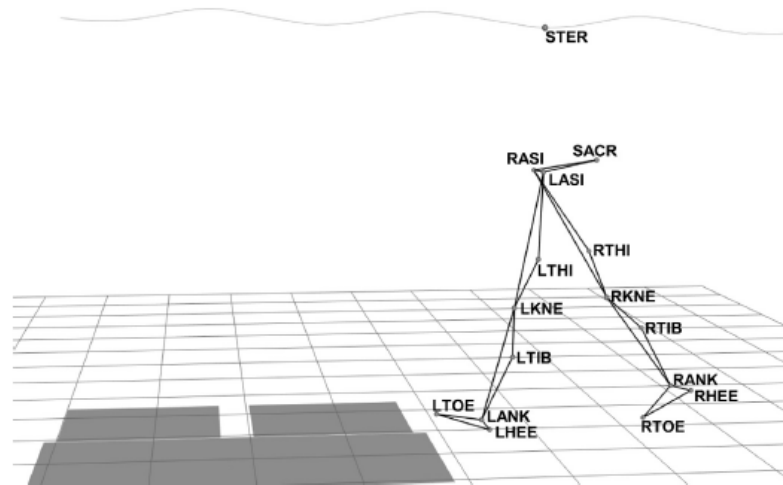 STER
SACR
RASI
LASI
RTHI
LTHI
RKNE
LKNE
RTIB
LTIB
RANK
RHEE
LTOE
LANK
RTOE
LHEE